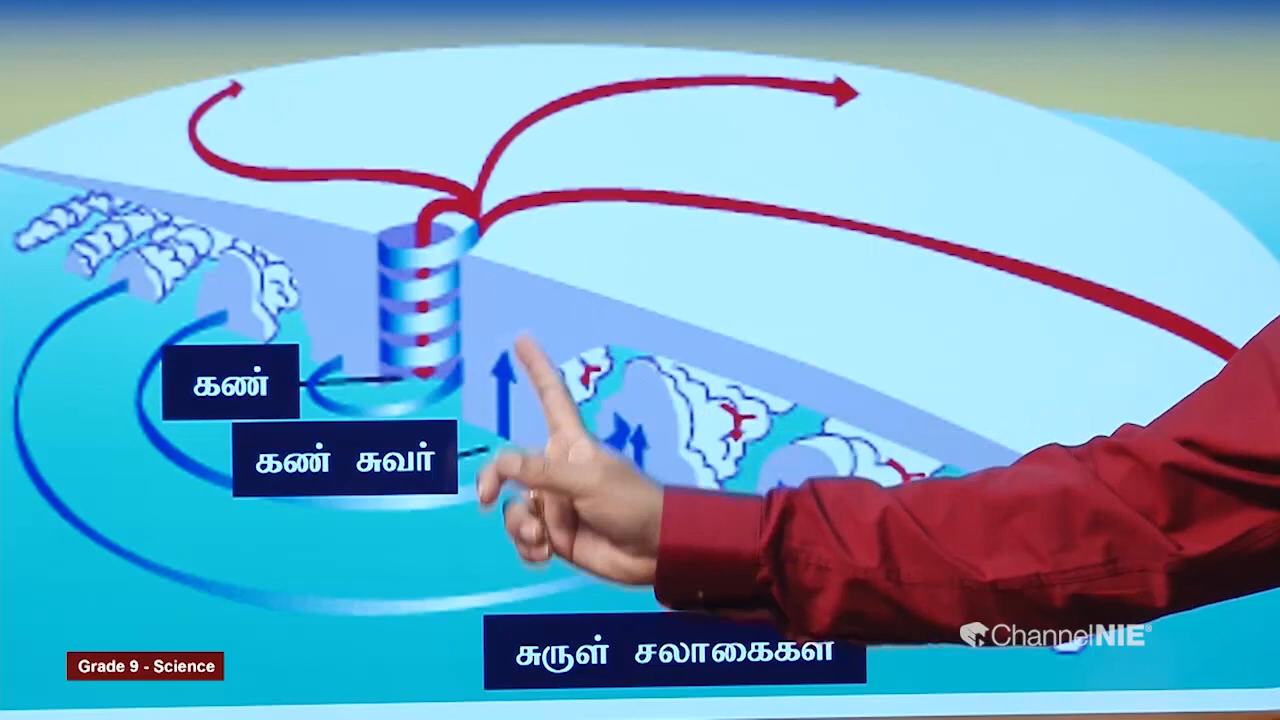 கண்
கண் சுவர்
சுருள் சலாகைகள்
Grade 9 - Science
ChannelNIE®